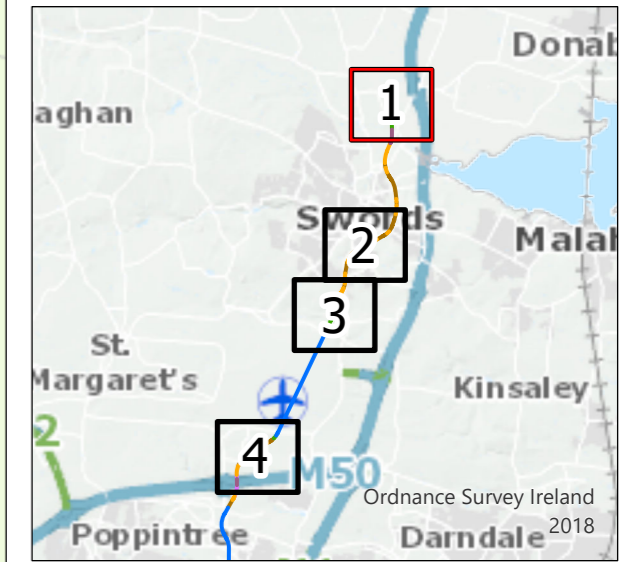 Donab
1
aghan
Swords
2
Malah
3
St.
Margaret's
Kinsaley
2
4
M50
Ordnance Survey Ireland
2018
Poppintree
Darndale